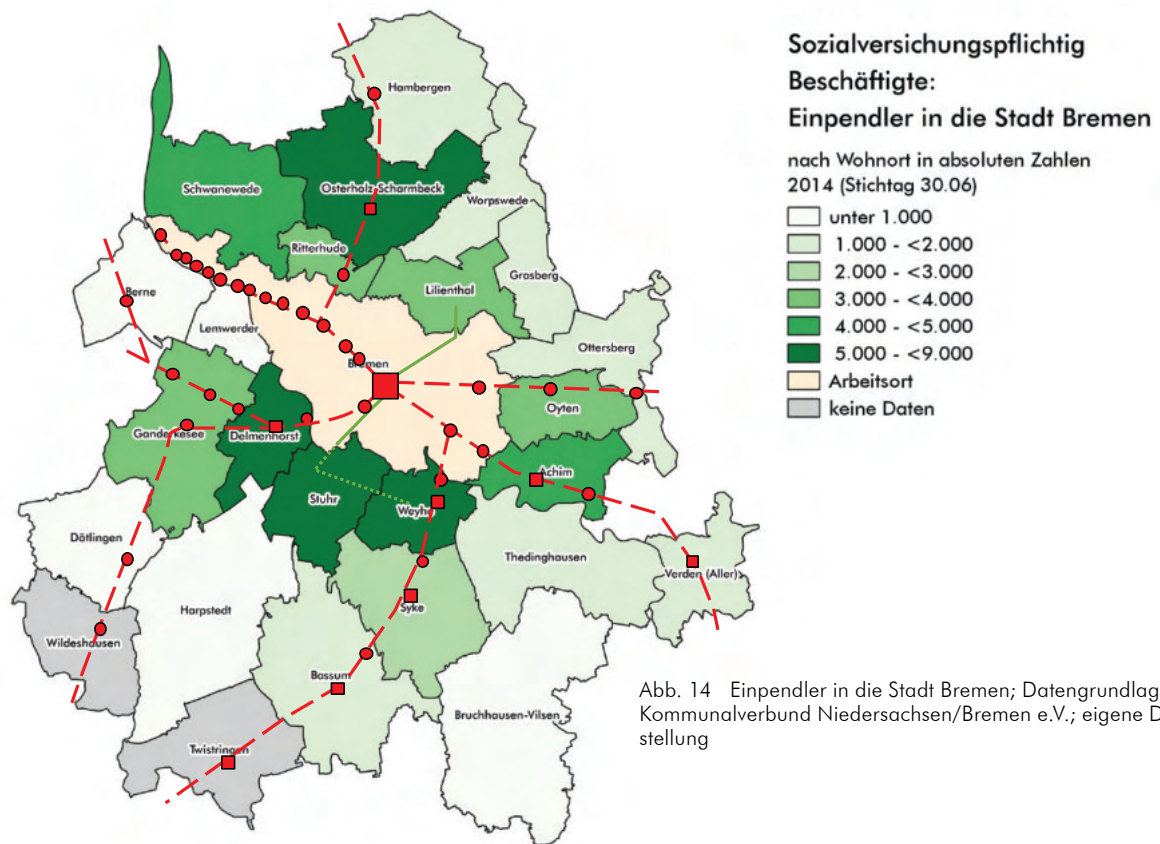 Sozialversichungspflichtig
Beschäftigte:
Einpendler in die Stadt Bremen
nach Wohnort in absoluten Zahlen
2014 (Stichtag 30.06)
unter 1.000
1.000 - <2.000
2.000 - <3.000
3.000 - <4.000
4.000 - <5.000
5.000 - <9.000
Arbeitsort
keine Daten
Hambergen
Schwanewede
Osterholz-Scharmbeck
Worpswede
Ritterhude
Grasberg
Lilienthal
Berne
Lemwerder
Ottersberg
Bremen
Oyten
Ganderkesee
Delmenhorst
Achim
Stuhr
Weyhe
Dötlingen
Thedinghausen
Verden (Aller)
Harpstedt
Syke
Wildeshausen
Bassum
Bruchhausen-Vilsen
Twistringen
Abb. 14 Einpendler in die Stadt Bremen; Datengrundlag
Kommunalverbund Niedersachsen/Bremen e.V.; eigene D
stellung